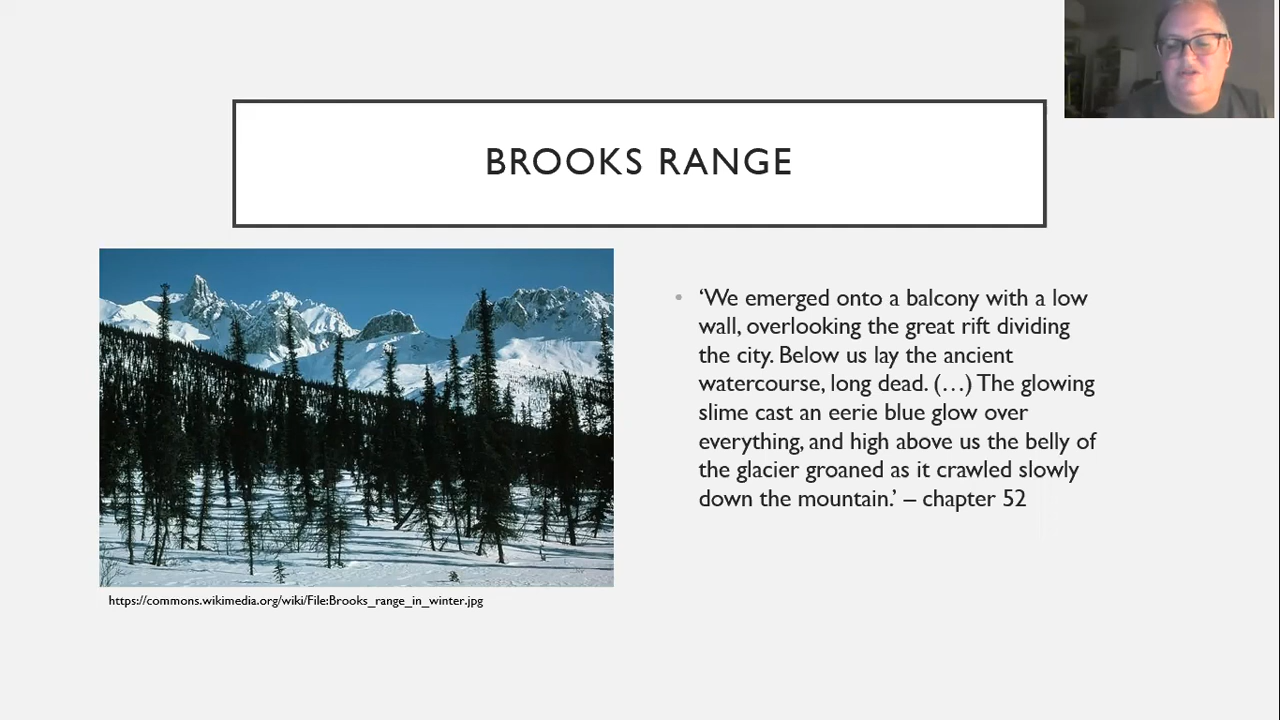 BROOKS RANGE
• ‘We emerged onto a balcony with a low
wall, overlooking the great rift dividing
the city. Below us lay the ancient
watercourse, long dead. (…) The glowing
slime cast an eerie blue glow over
everything, and high above us the belly of
the glacier groaned as it crawled slowly
down the mountain.’ – chapter 52
https://commons.wikimedia.org/wiki/File:Brooks_range_in_winter.jpg